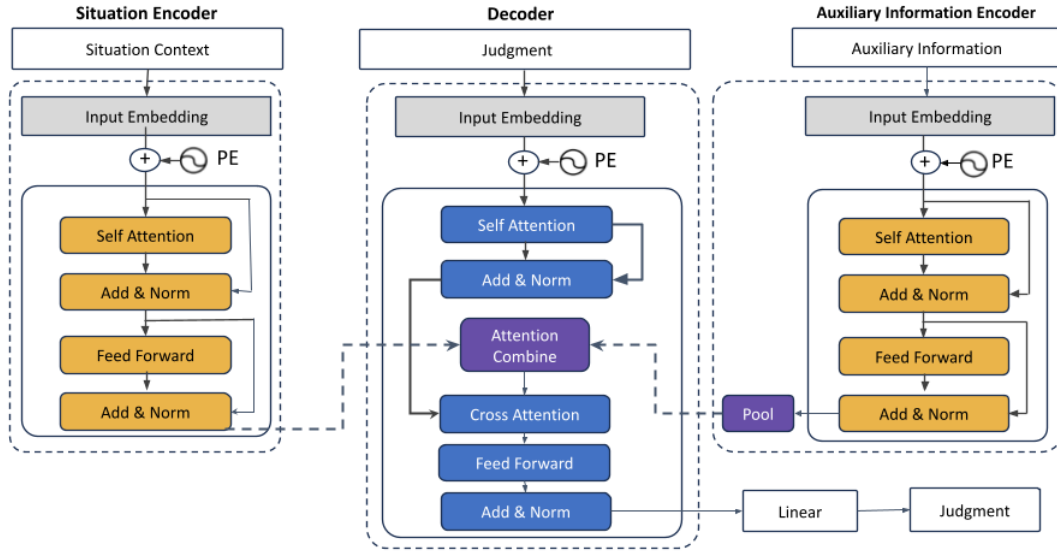 Situation Encoder
Situation Context
Input Embedding
+
PE
Self Attention
Add & Norm
Feed Forward
Add & Norm
Decoder
Judgment
Input Embedding
+
PE
Self Attention
Add & Norm
Attention
Combine
Cross Attention
Feed Forward
Add & Norm
Auxiliary Information Encoder
Auxiliary Information
Input Embedding
+
PE
Self Attention
Add & Norm
Feed Forward
Add & Norm
Pool
Linear
Judgment